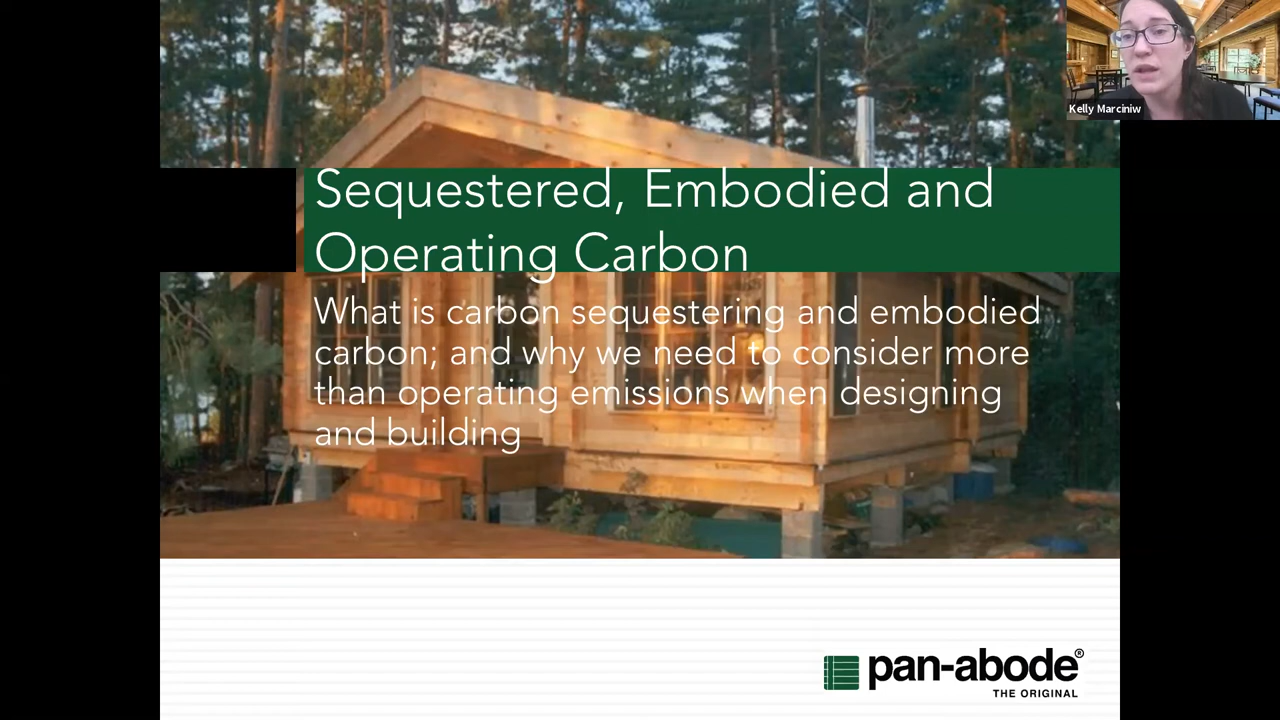 Kelly Marciniw
Sequestered, Embodied and
Operating Carbon
What is carbon sequestering and embodied
carbon; and why we need to consider more
than operating emissions when designing
and building
pan-abode®
THE ORIGINAL